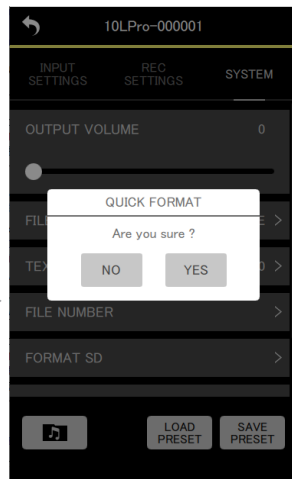 10LPro-000001
INPUT SETTINGS
REC SETTINGS
SYSTEM
OUTPUT VOLUME 0
QUICK FORMAT
Are you sure ?
NO YES
FILE NUMBER
FORMAT SD
LOAD PRESET
SAVE PRESET